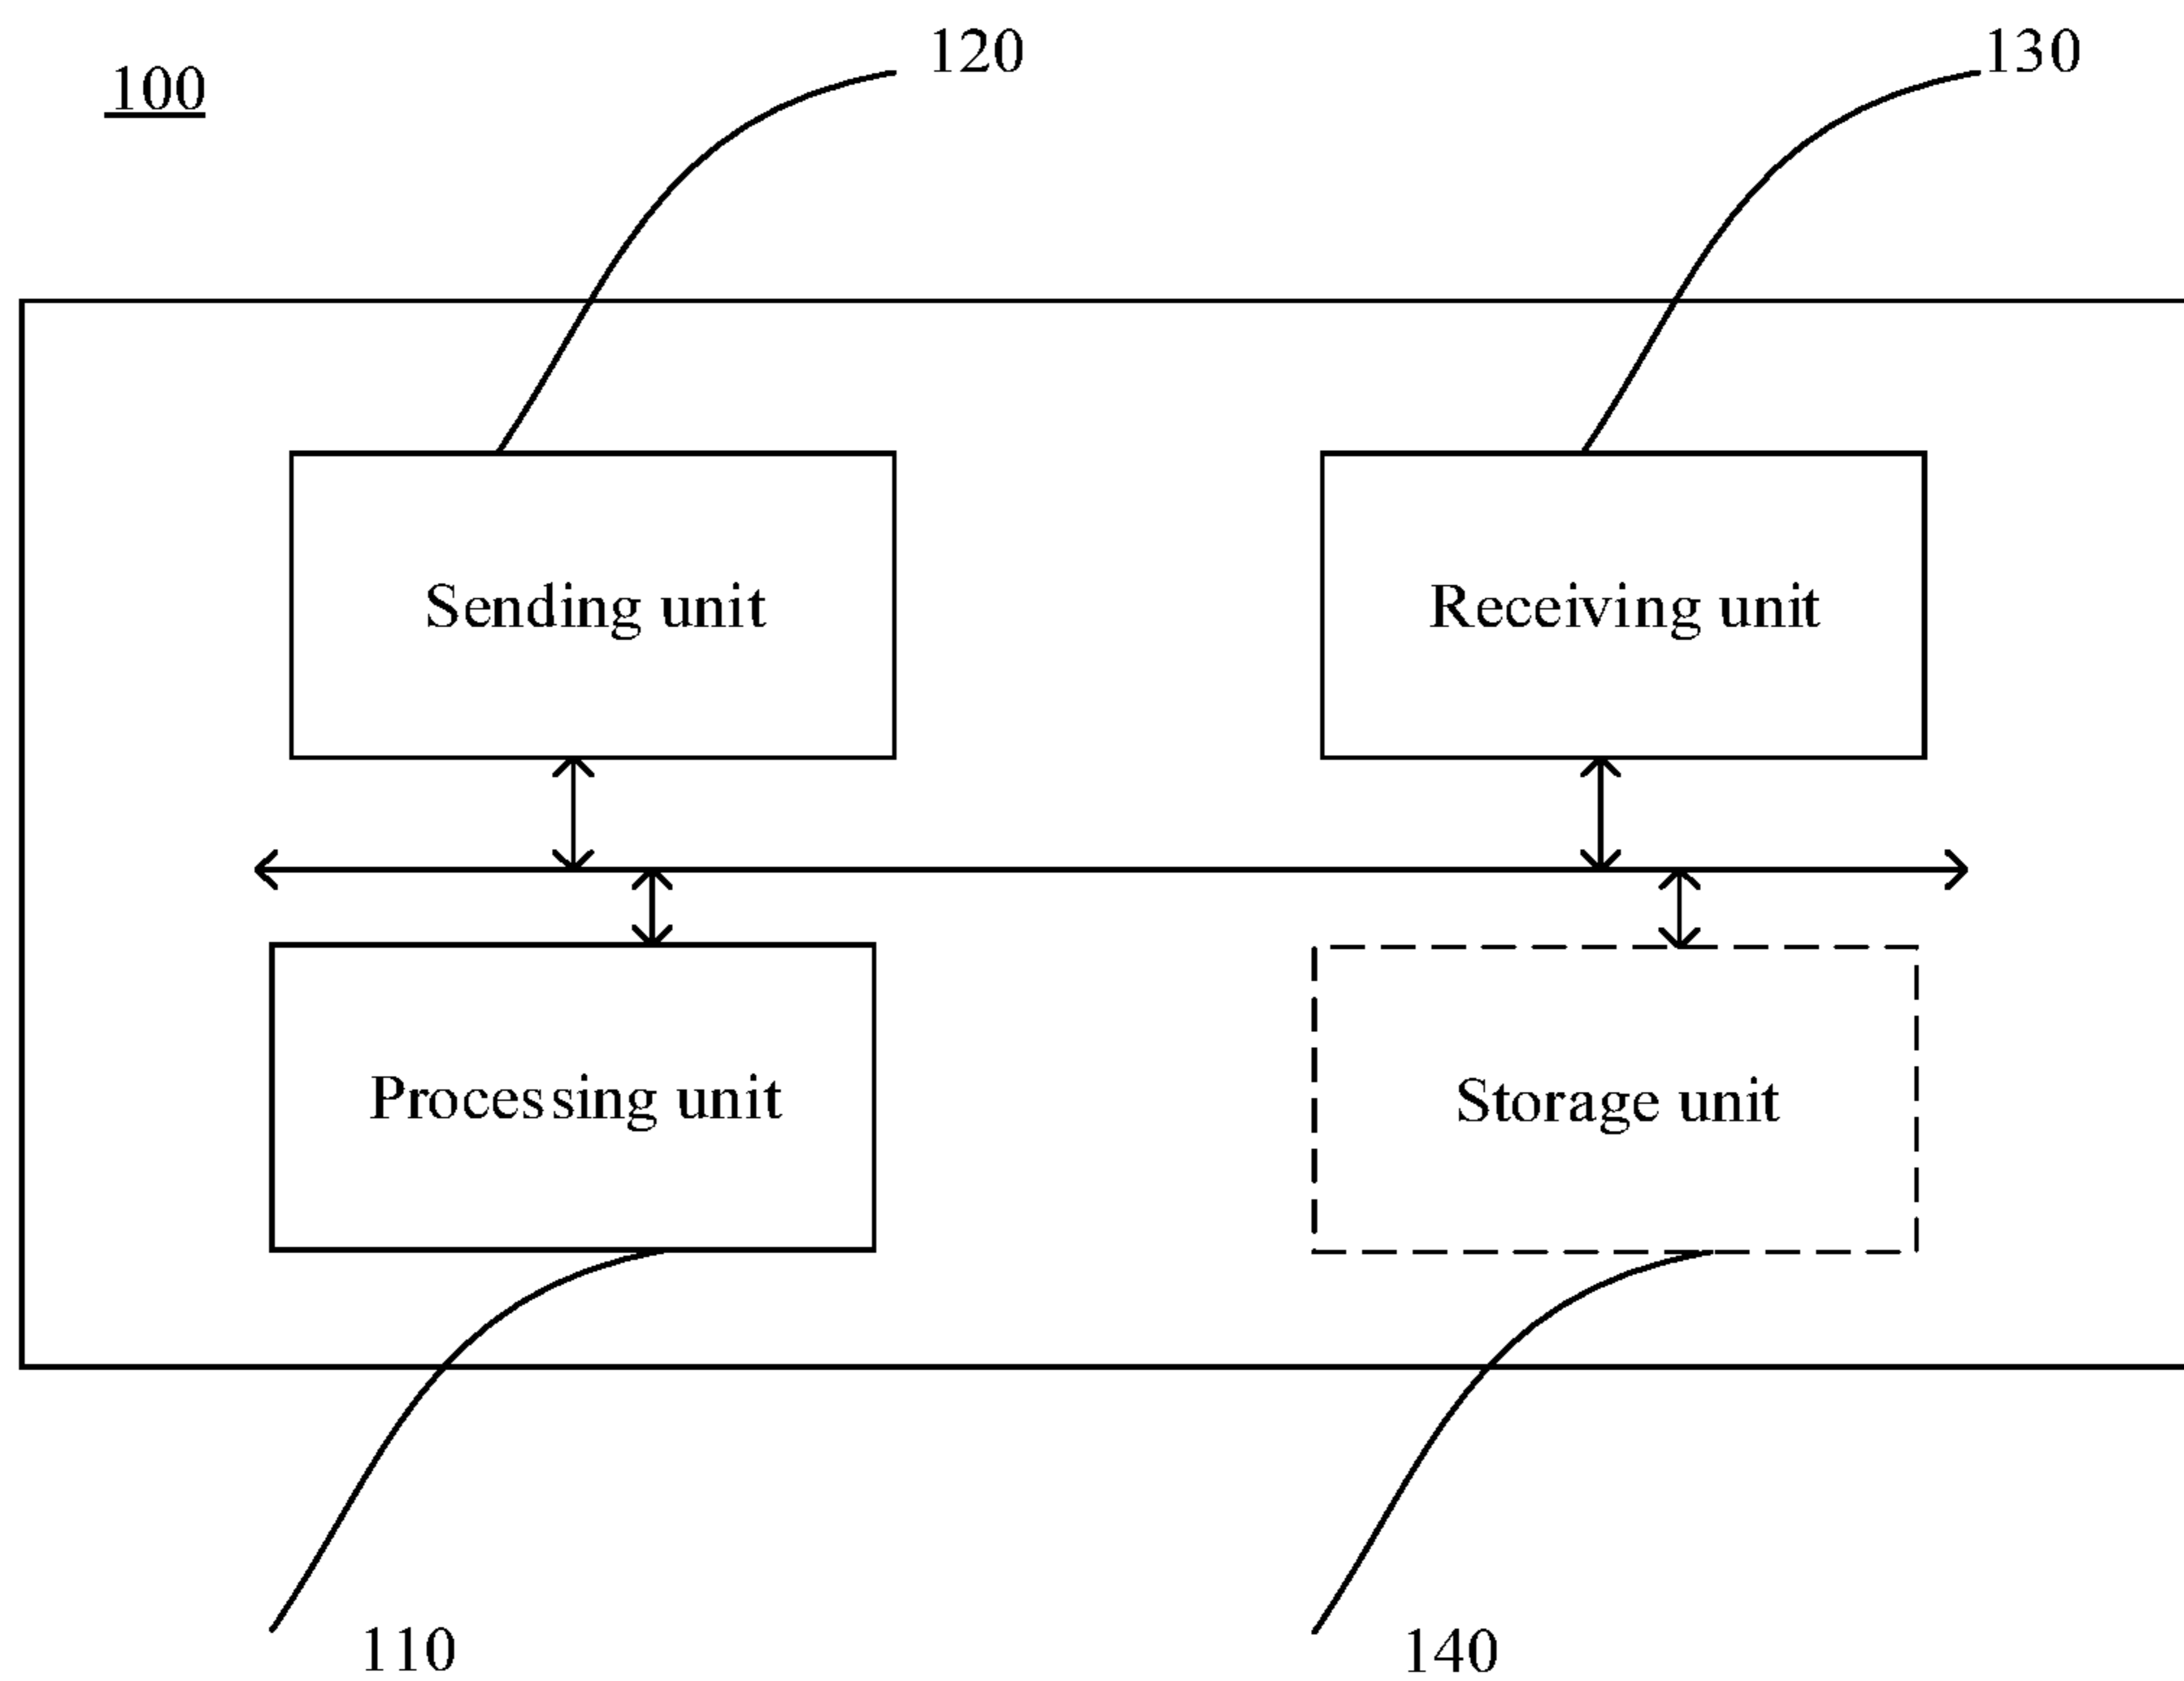 120
130
100
Sending unit
Receiving unit
Processing unit
Storage unit
110
140